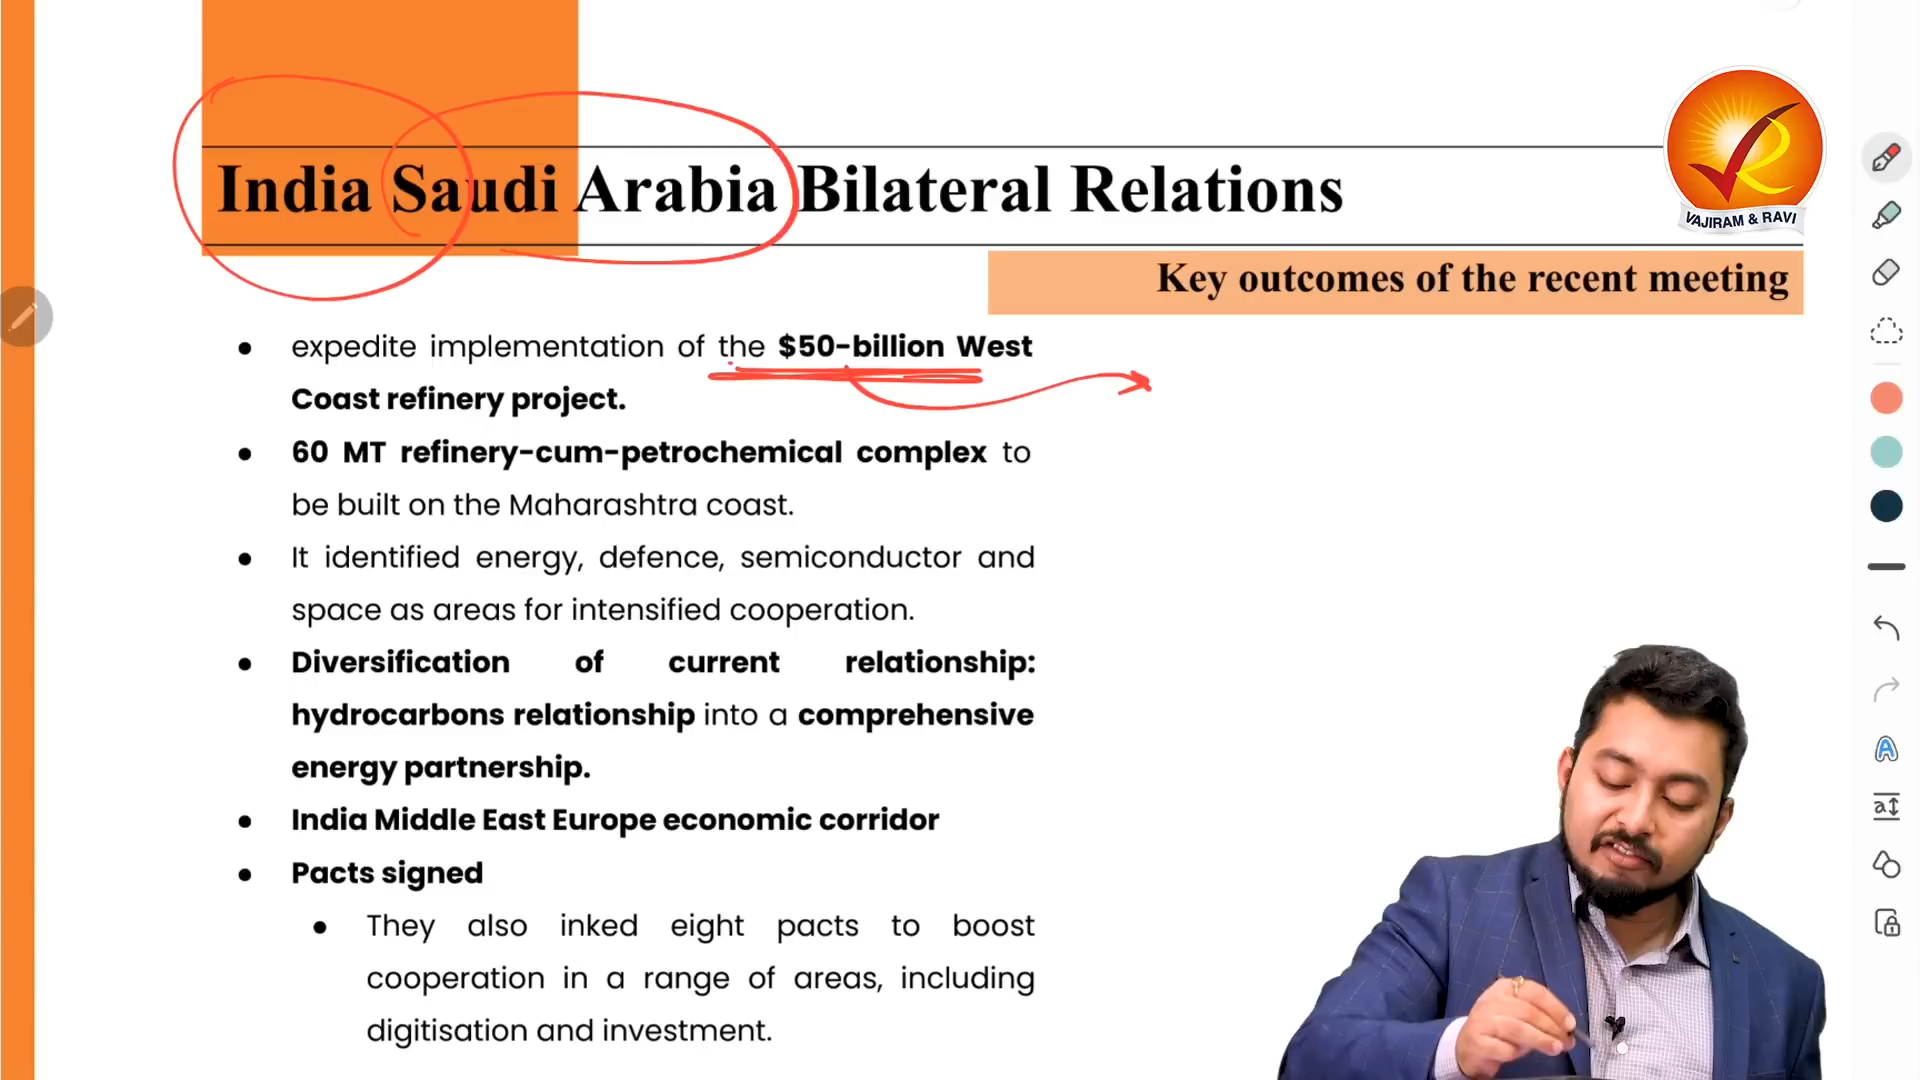 India Saudi Arabia Bilateral Relations
VAJIRAM & RAVI
Key outcomes of the recent meeting
● expedite implementation of the $50-billion West
Coast refinery project.
● 60 MT refinery-cum-petrochemical complex to
be built on the Maharashtra coast.
● It identified energy, defence, semiconductor and
space as areas for intensified cooperation.
● Diversification of current relationship:
hydrocarbons relationship into a comprehensive
energy partnership.
● India Middle East Europe economic corridor
● Pacts signed
● They also inked eight pacts to boost
cooperation in a range of areas, including
digitisation and investment.